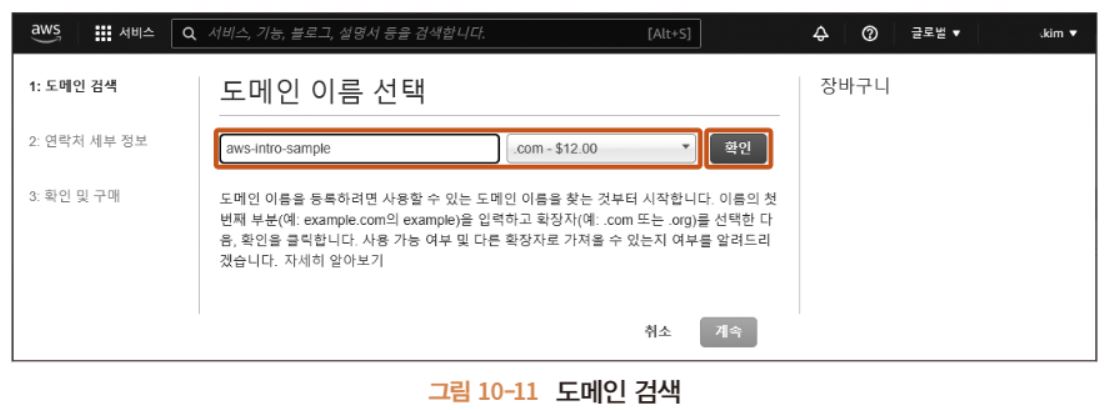 aws 서비스 서비스, 기능, 블로그, 설명서 등을 검색합니다. [Alt+S] 글로벌 ▼ .kim ▼
1: 도메인 검색
2: 연락처 세부 정보
3: 확인 및 구매
도메인 이름 선택
aws-intro-sample .com - $12.00 확인
도메인 이름을 등록하려면 사용할 수 있는 도메인 이름을 찾는 것부터 시작합니다. 이름의 첫
번째 부분(예: example.com의 example)을 입력하고 확장자(예: .com 또는 .org)를 선택한 다
음, 확인을 클릭합니다. 사용 가능 여부 및 다른 확장자로 가져올 수 있는지 여부를 알려드리
겠습니다. 자세히 알아보기
취소 계속
장바구니
그림 10-11 도메인 검색